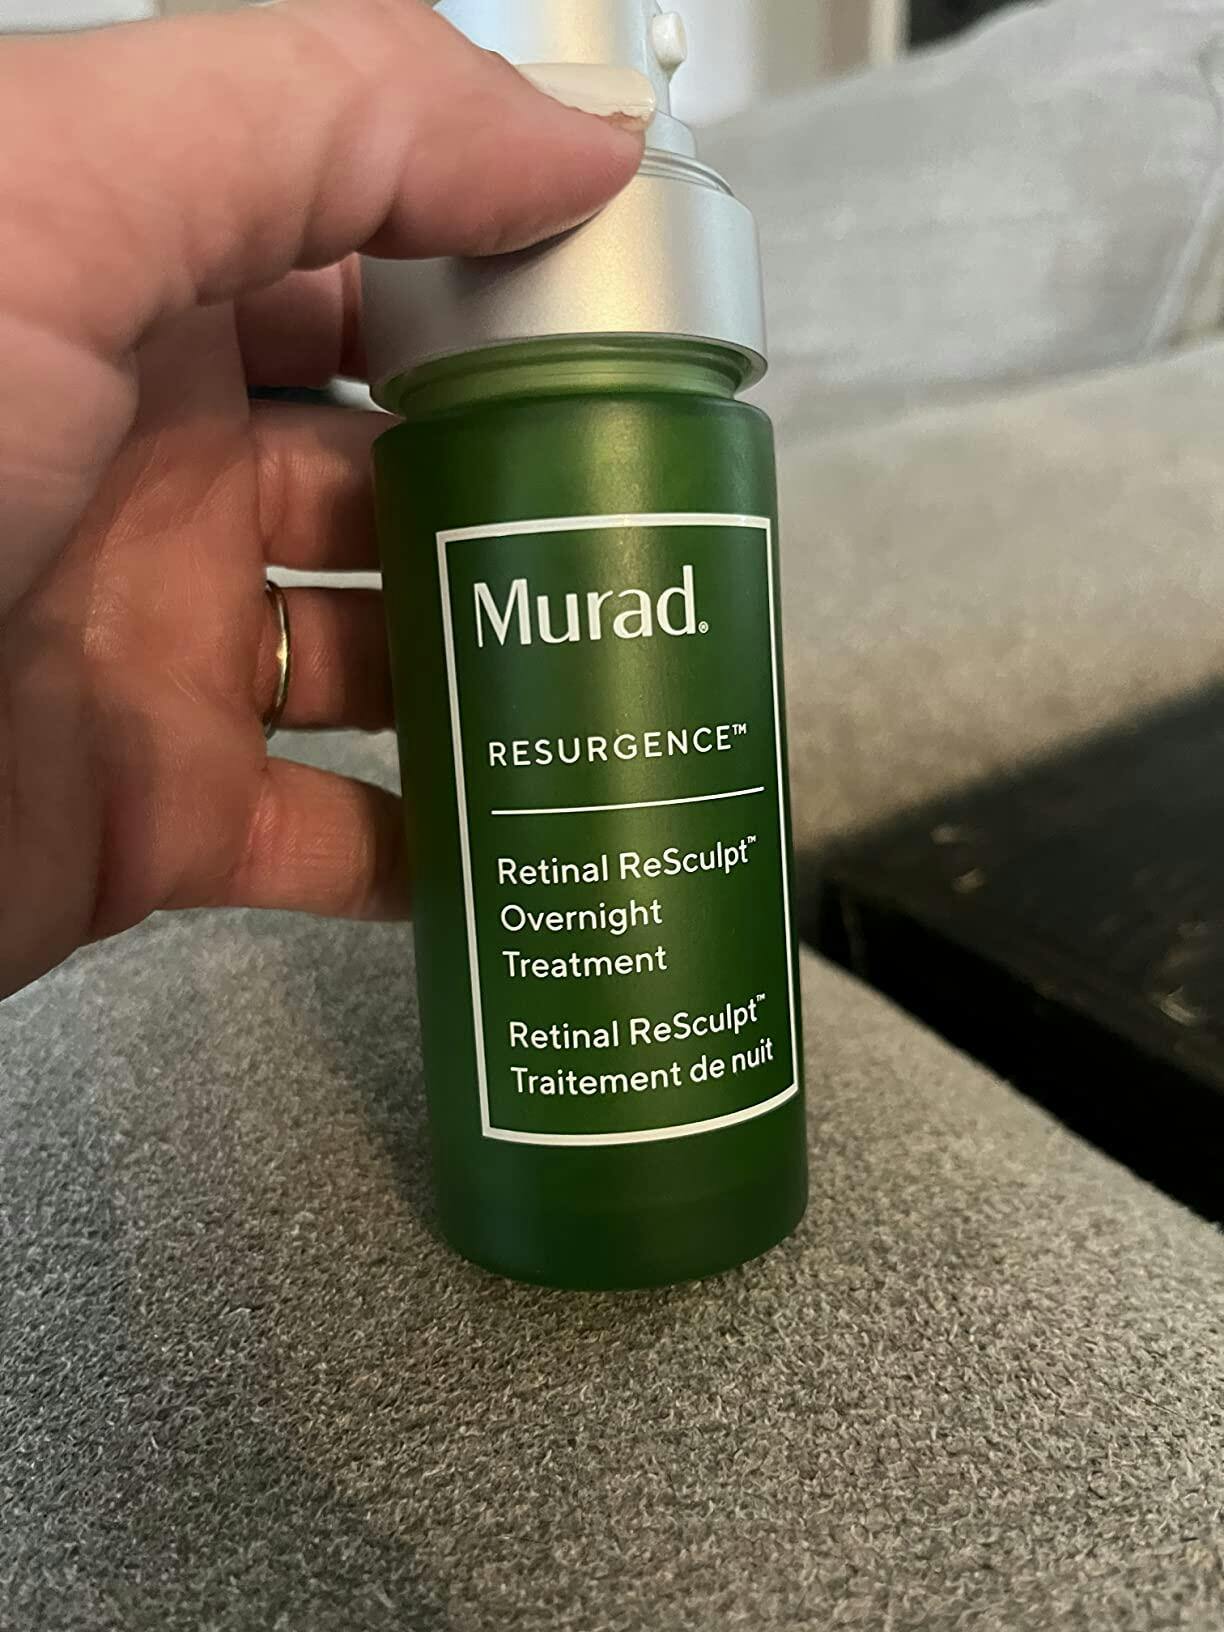 Murad®
RESURGENCE™
Retinal ReSculpt™
Overnight
Treatment
Retinal ReSculpt™
Traitement de nuit